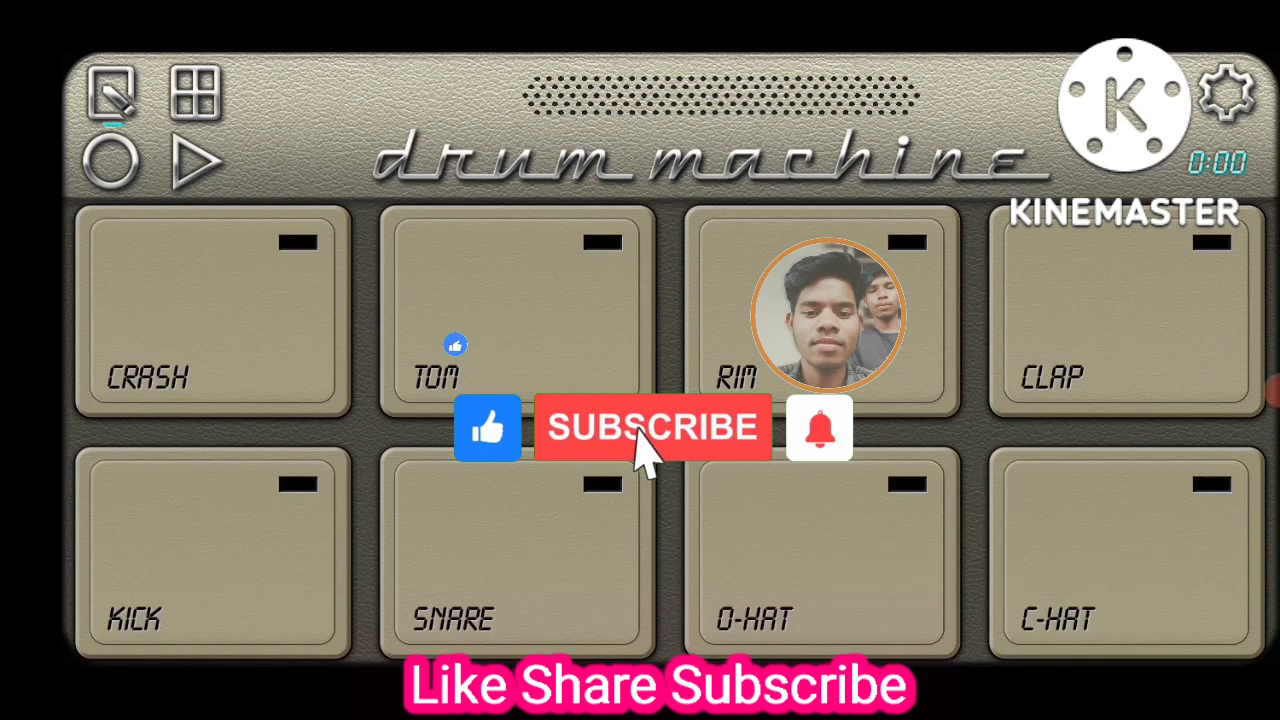 drum machine
0:00
K
KINEMASTER
CRASH
TOM
RIM
CLAP
SUBSCRIBE
KICK
SNARE
O-HAT
C-HAT
Like Share Subscribe